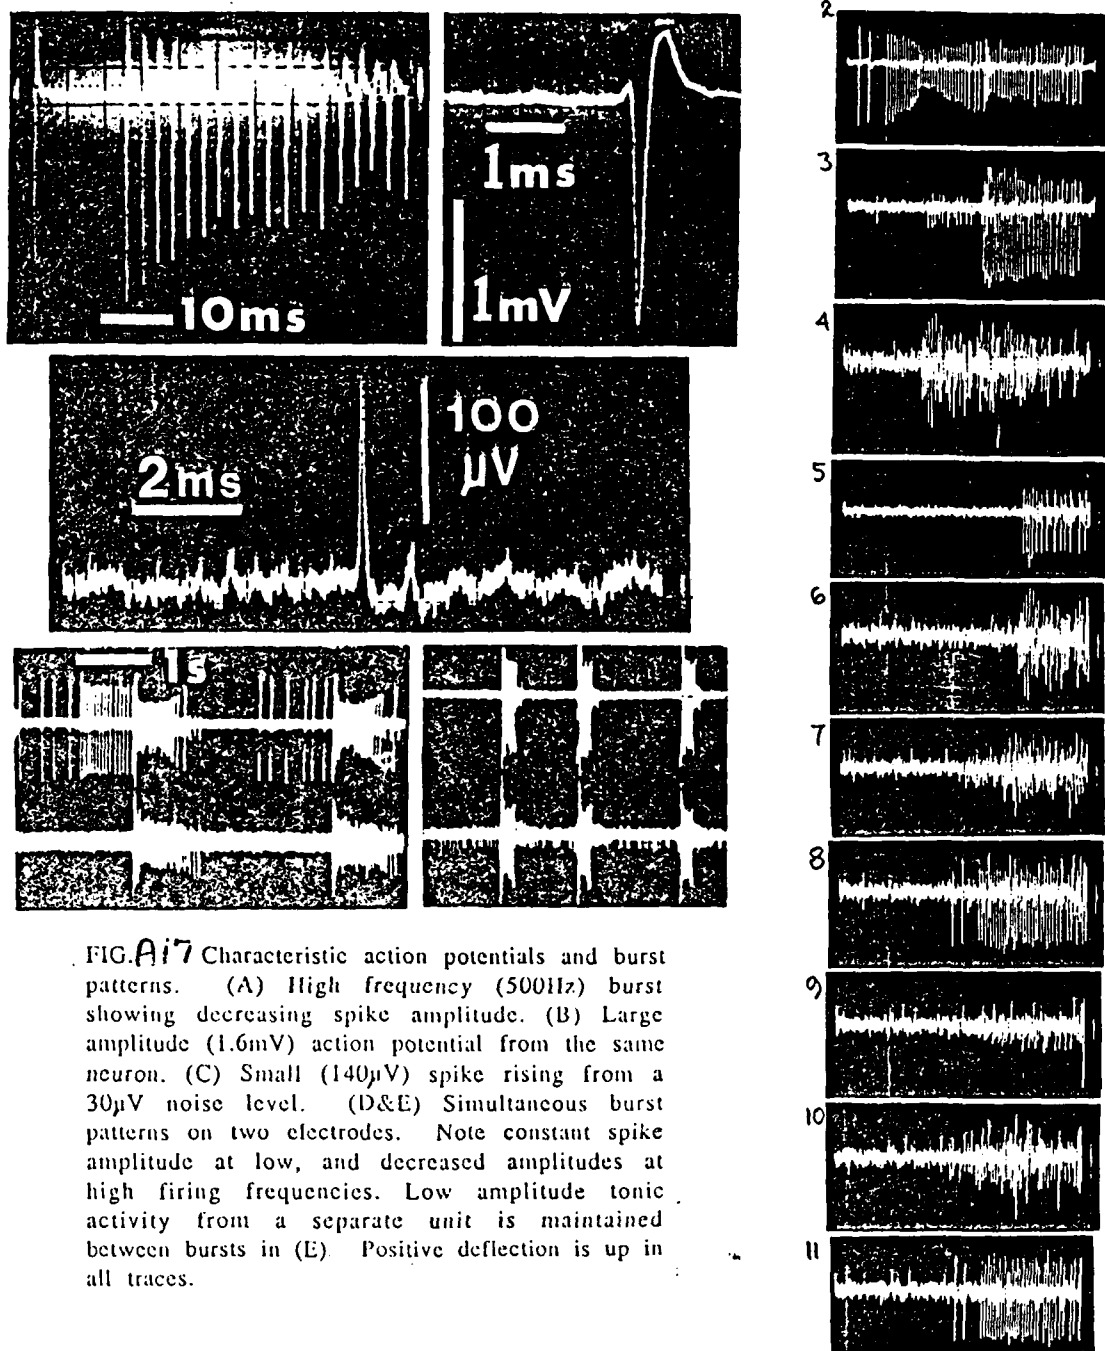 10ms
1ms
1mV
100
μV
2ms
1s
FIG. Ai7 Characteristic action potentials and burst
patterns. (A) High frequency (500Hz) burst
showing decreasing spike amplitude. (B) Large
amplitude (1.6mV) action potential from the same
neuron. (C) Small (140μV) spike rising from a
30μV noise level. (D&E) Simultaneous burst
patterns on two electrodes. Note constant spike
amplitude at low, and decreased amplitudes at
high firing frequencies. Low amplitude tonic
activity from a separate unit is maintained
between bursts in (E) Positive deflection is up in
all traces.
2
3
4
5
6
7
8
9
10
11